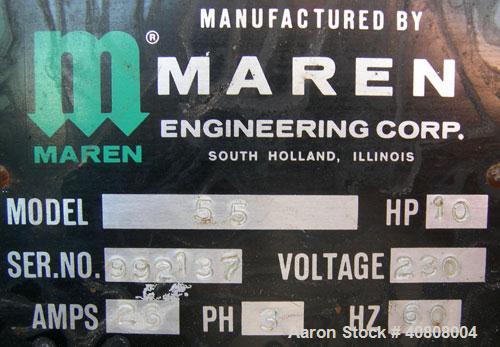 MANUFACTURED BY
MAREN
ENGINEERING CORP.
SOUTH HOLLAND, ILLINOIS
m ®
MAREN
MODEL 55 HP 10
SER.NO. 992137 VOLTAGE 230
AMPS 26 PH 3 HZ 60
Aaron Stock # 40808004